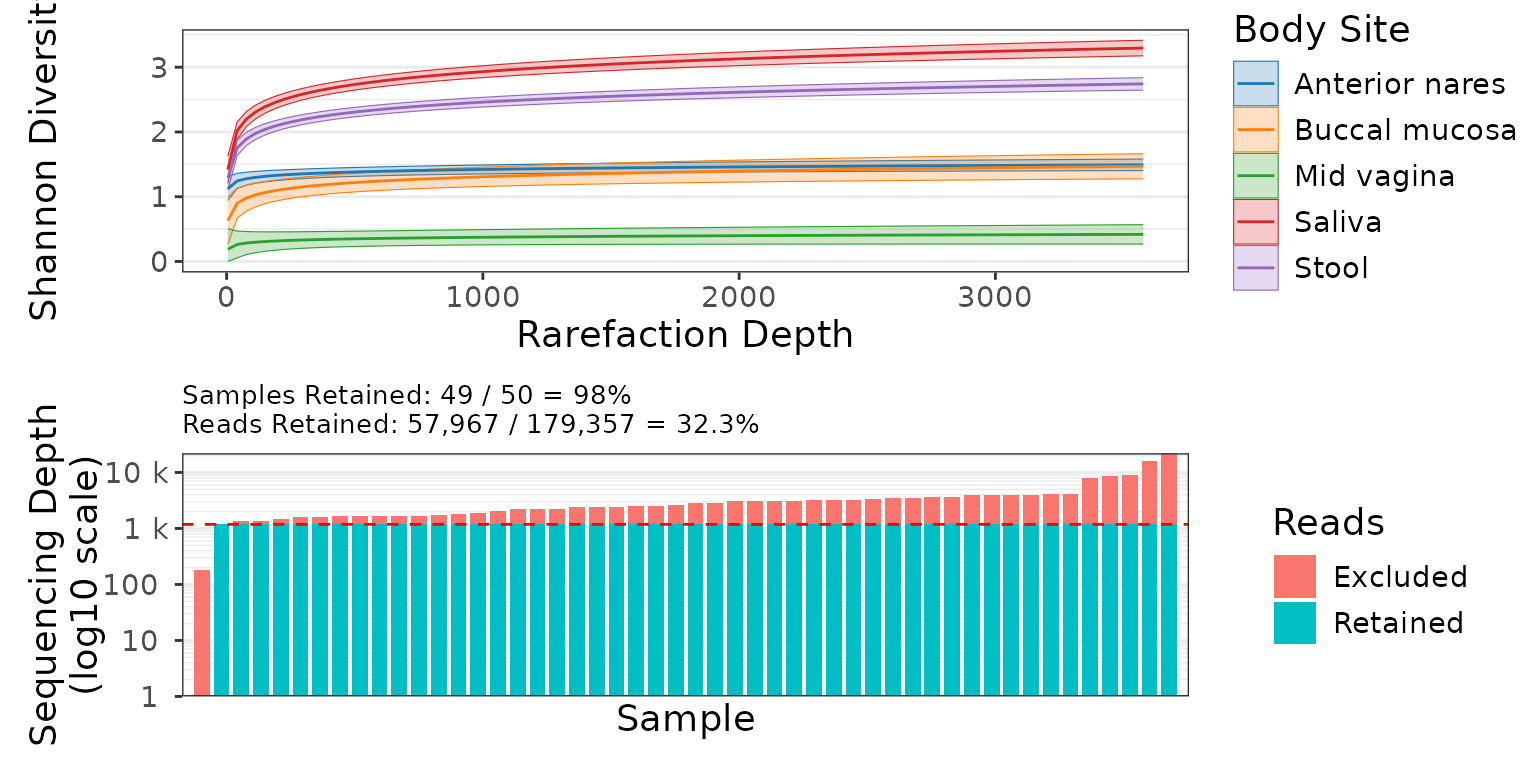 Shannon Diversit
3
2
1
0
0 1000 2000 3000
Rarefaction Depth
Body Site
Anterior nares
Buccal mucosa
Mid vagina
Saliva
Stool
Samples Retained: 49 / 50 = 98%
Reads Retained: 57,967 / 179,357 = 32.3%
Sequencing Depth
(log10 scale)
10 k
1 k
100
10
1
Sample
Reads
Excluded
Retained